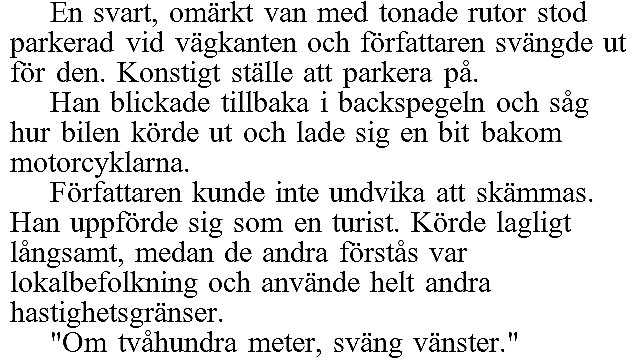 En svart, omärkt van med tonade rutor stod
parkerad vid vägkanten och författaren svängde ut
för den. Konstigt ställe att parkera på.
Han blickade tillbaka i backspegeln och såg
hur bilen körde ut och lade sig en bit bakom
motorcyklarna.
Författaren kunde inte undvika att skämmas.
Han uppförde sig som en turist. Körde lagligt
långsamt, medan de andra förstås var
lokalbefolkning och använde helt andra
hastighetsgränser.
"Om tvåhundra meter, sväng vänster."